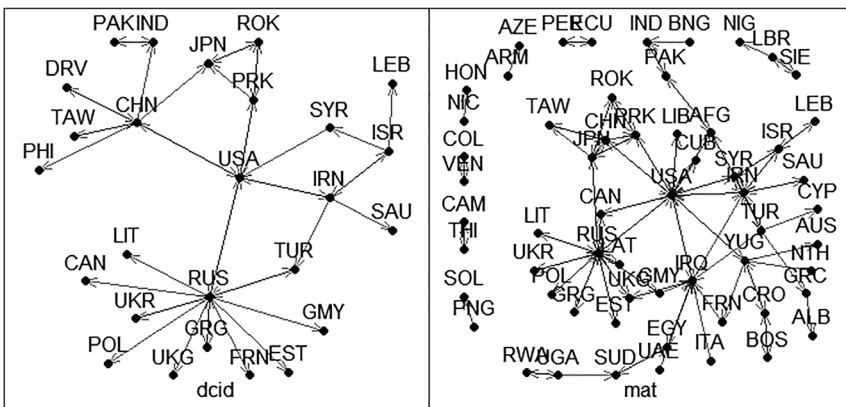 PAK IND
JPN ROK
DRV LEB
PRK
CHN
TAW SYR
ISR
PHI USA
IRN
SAU
LIT TUR
CAN RUS
UKR GMY
GRG
POL UKG FRN EST
dcid
AZE PER ECU IND BNG NIG
LBR
ARM SIE
PAK
HON ROK
NIC TAW CHN PRK LIB AFG LEB
COL JPN CUB ISR
VEN USA SYR IRN SAU
CAN CYP
CAM LIT TUR AUS
THI RUS LAT YUG
UKR IRO NTH
SOL POL UKG GMY GRC
PNG GRG EST FRN CRO
EGY ITA BOS ALB
RWA UGA SUD UAE
mat